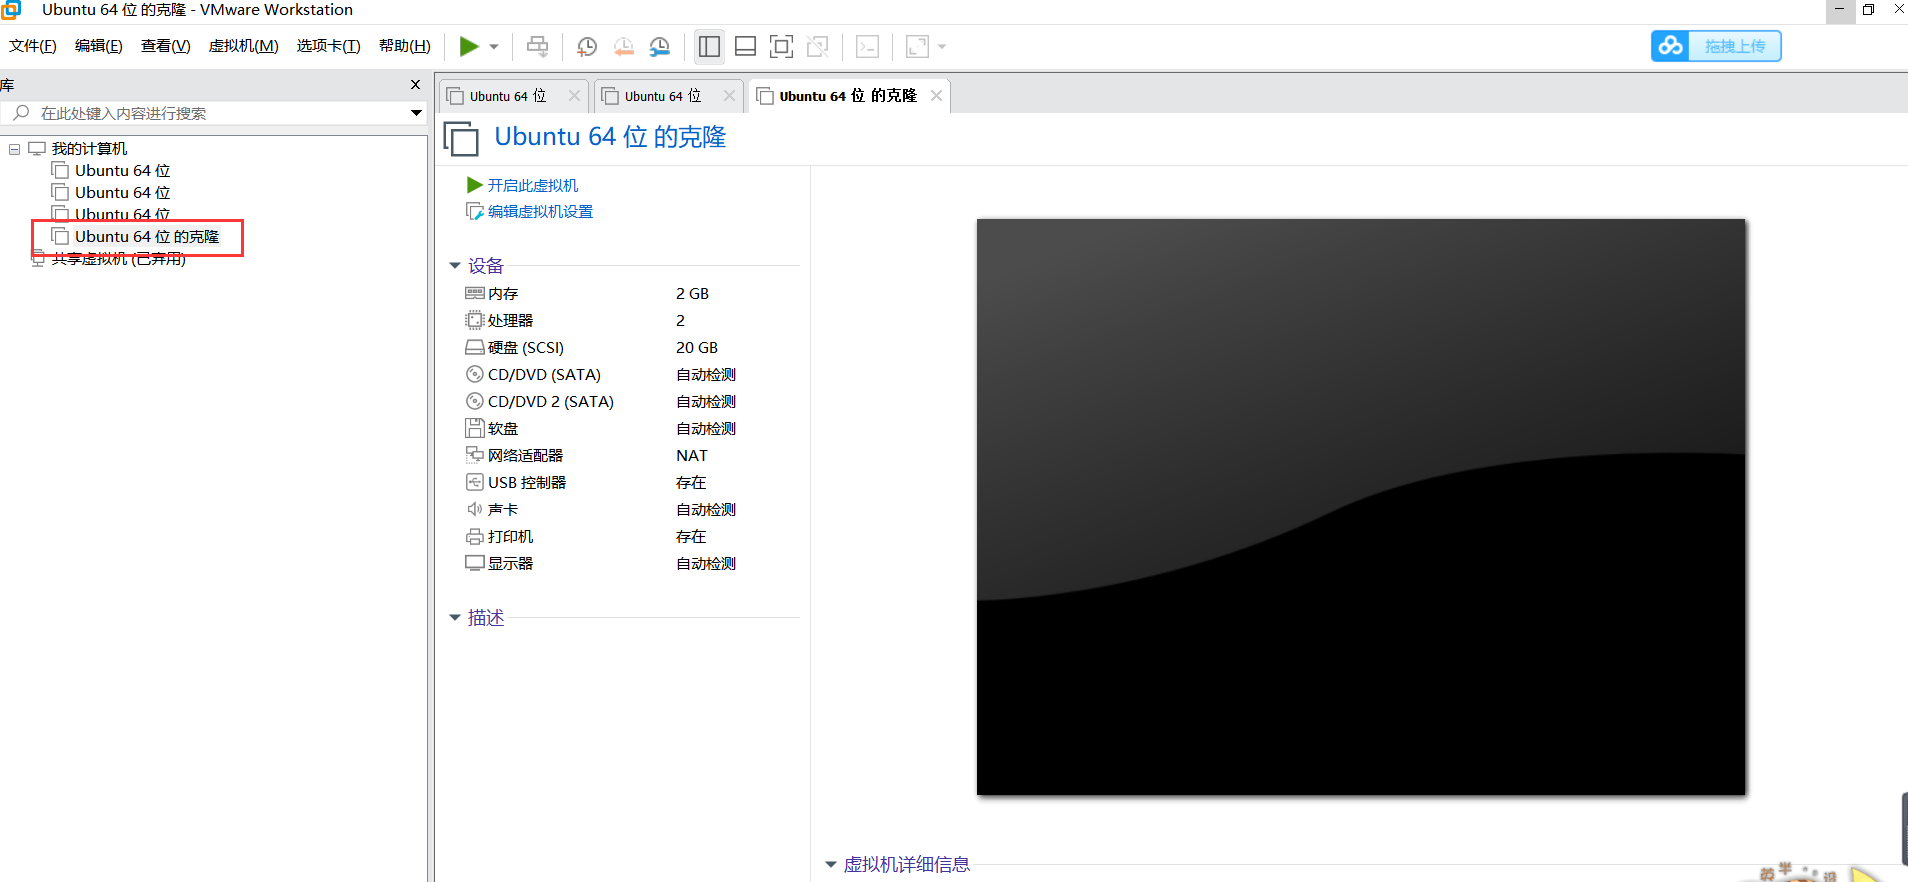 Ubuntu 64 位 的克隆 - VMware Workstation
文件(F) 编辑(E) 查看(V) 虚拟机(M) 选项卡(T) 帮助(H)
拖拽上传
库
在此处键入内容进行搜索
我的计算机
Ubuntu 64 位
Ubuntu 64 位
Ubuntu 64 位
Ubuntu 64 位 的克隆
共享虚拟机 (已弃用)
Ubuntu 64 位 Ubuntu 64 位 Ubuntu 64 位 的克隆
Ubuntu 64 位 的克隆
开启此虚拟机
编辑虚拟机设置
设备
内存 2 GB
处理器 2
硬盘 (SCSI) 20 GB
CD/DVD (SATA) 自动检测
CD/DVD 2 (SATA) 自动检测
软盘 自动检测
网络适配器 NAT
USB 控制器 存在
声卡 自动检测
打印机 存在
显示器 自动检测
描述
虚拟机详细信息
英 半 设